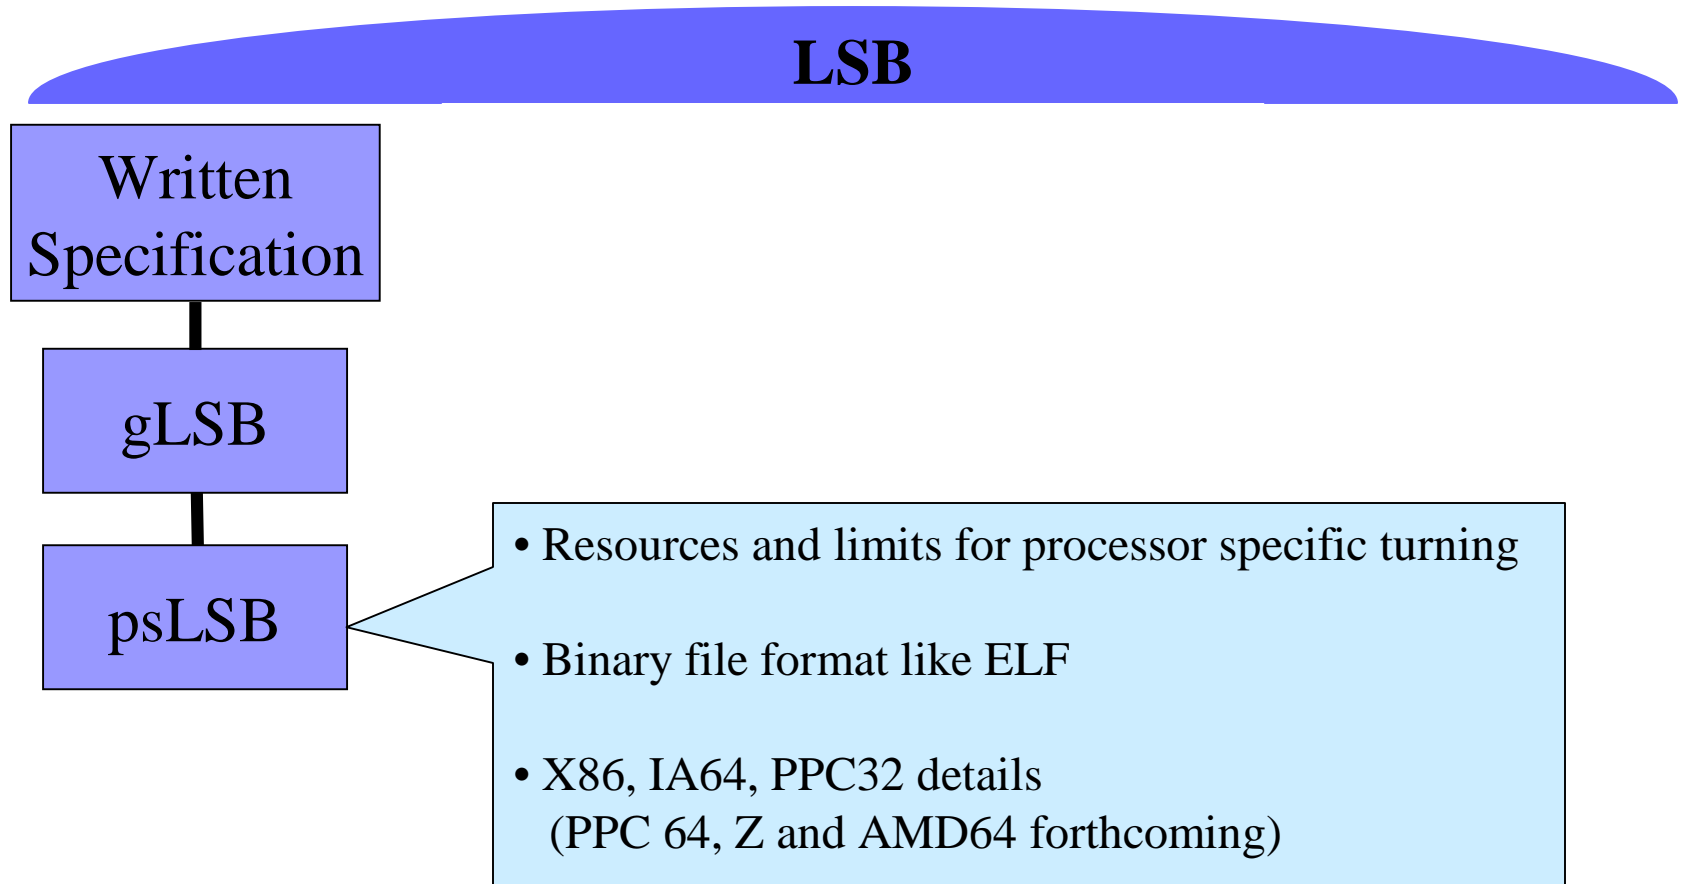 LSB
Written
Specification
gLSB
psLSB
• Resources and limits for processor specific turning
• Binary file format like ELF
• X86, IA64, PPC32 details
(PPC 64, Z and AMD64 forthcoming)